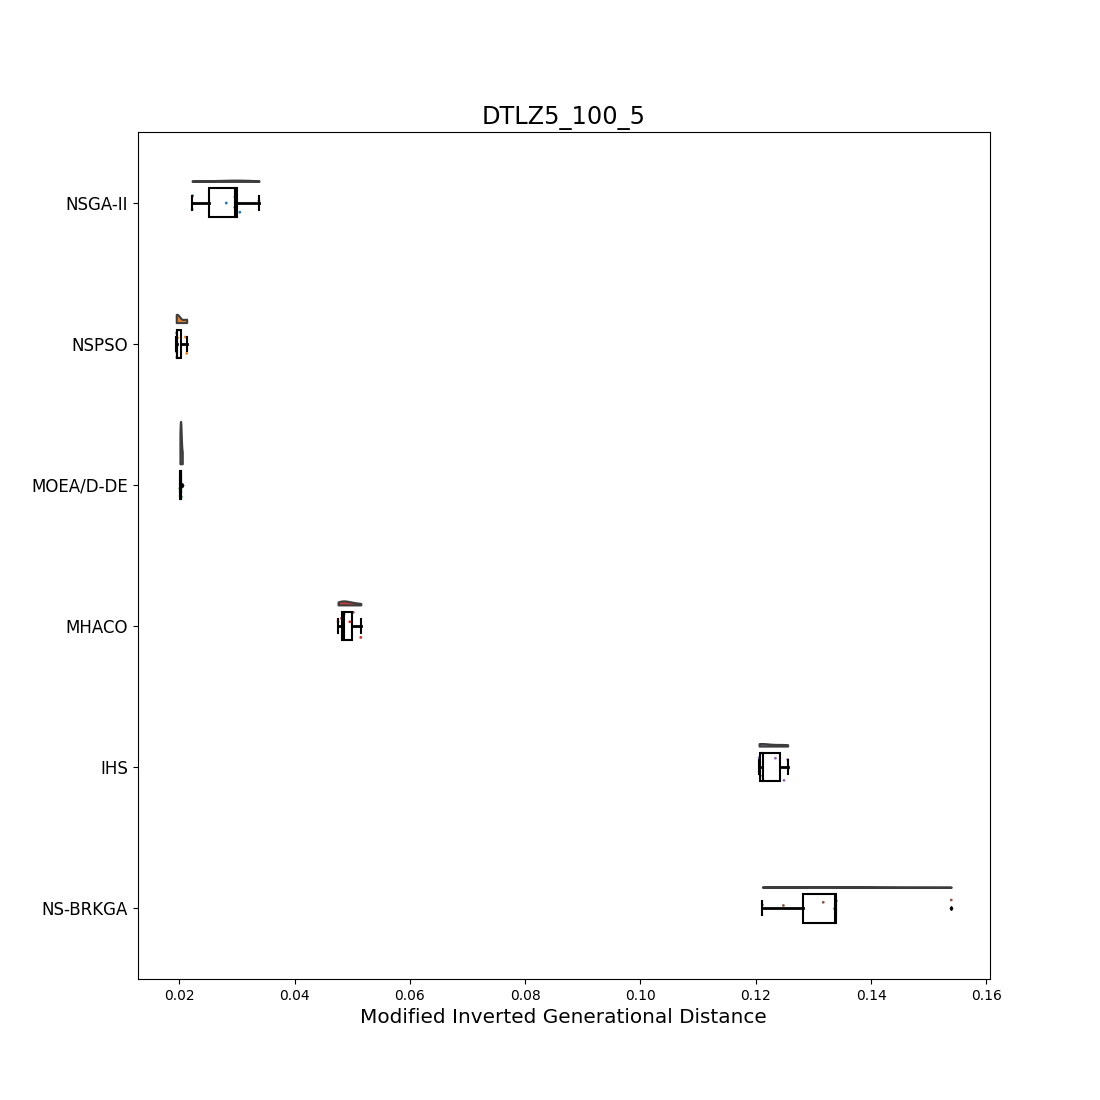 DTLZ5_100_5
NSGA-II
NSPSO
MOEA/D-DE
MHACO
IHS
NS-BRKGA
0.02 0.04 0.06 0.08 0.10 0.12 0.14 0.16
Modified Inverted Generational Distance